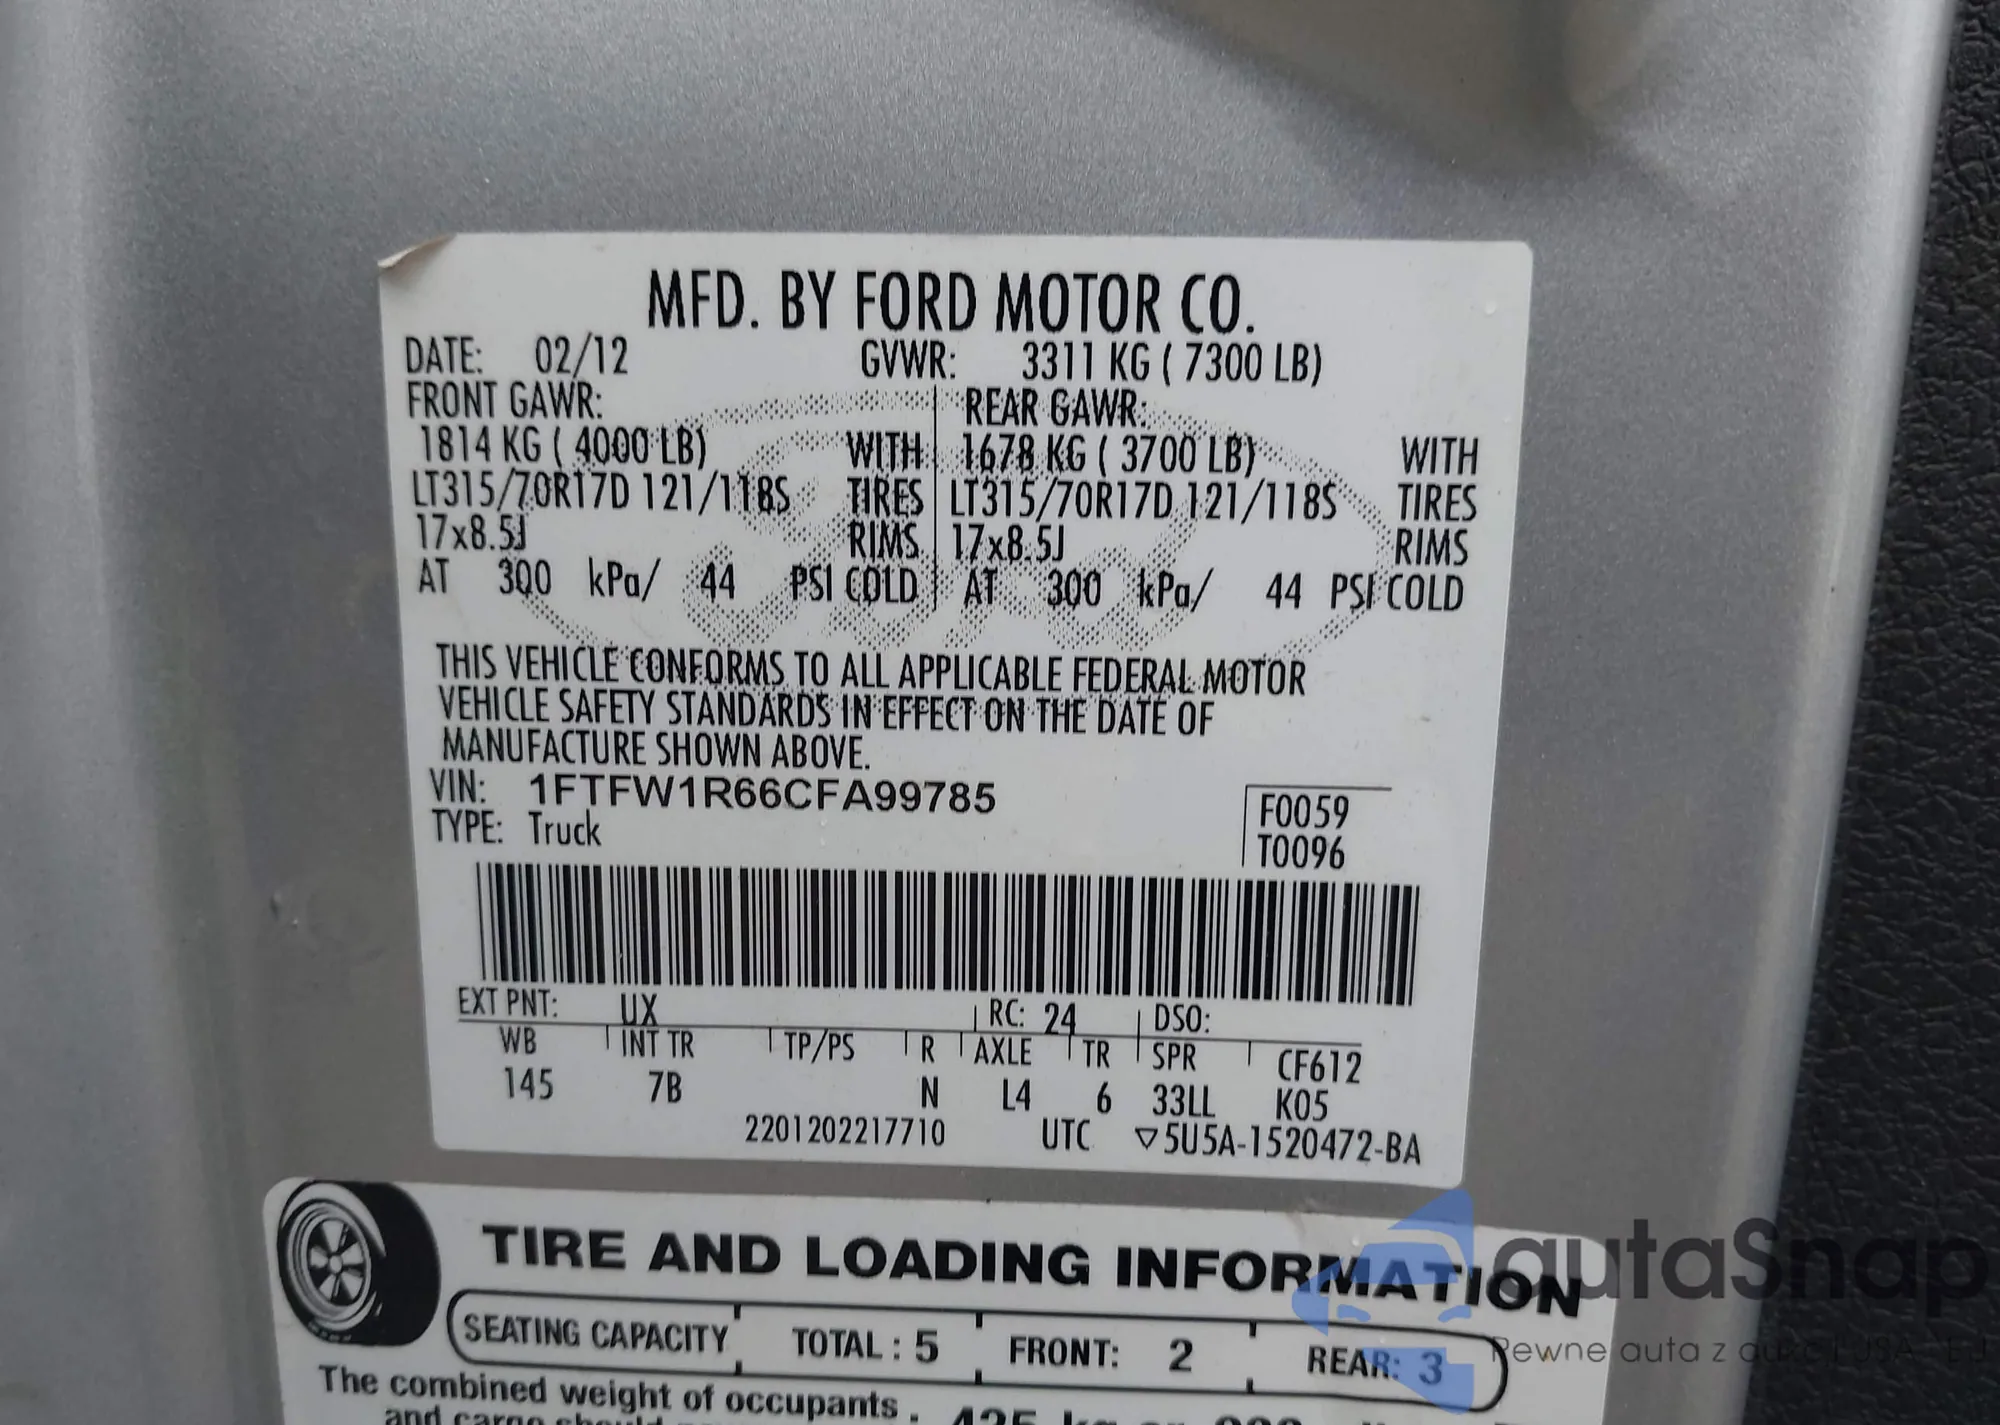 MFD. BY FORD MOTOR CO.
DATE: 02/12 GVWR: 3311 KG ( 7300 LB)
FRONT GAWR: REAR GAWR:
1814 KG ( 4000 LB) WITH 1678 KG ( 3700 LB) WITH
LT315/70R17D 121/118S TIRES LT315/70R17D 121/118S TIRES
17x8.5J RIMS 17x8.5J RIMS
AT 300 kPa/ 44 PSI COLD AT 300 kPa/ 44 PSI COLD
THIS VEHICLE CONFORMS TO ALL APPLICABLE FEDERAL MOTOR
VEHICLE SAFETY STANDARDS IN EFFECT ON THE DATE OF
MANUFACTURE SHOWN ABOVE.
VIN: 1FTFW1R66CFA99785 F0059
TYPE: Truck T0096
EXT PNT: UX RC: 24 DSO:
WB INT TR TP/PS R AXLE TR SPR CF612
145 7B N L4 6 33LL K05
2201202217710 UTC ▽5U5A-1520472-BA
TIRE AND LOADING INFORMATION
SEATING CAPACITY TOTAL : 5 FRONT: 2 REAR: 3
The combined weight of occupants
and cargo should
autaSnap
Pewne auta z USA